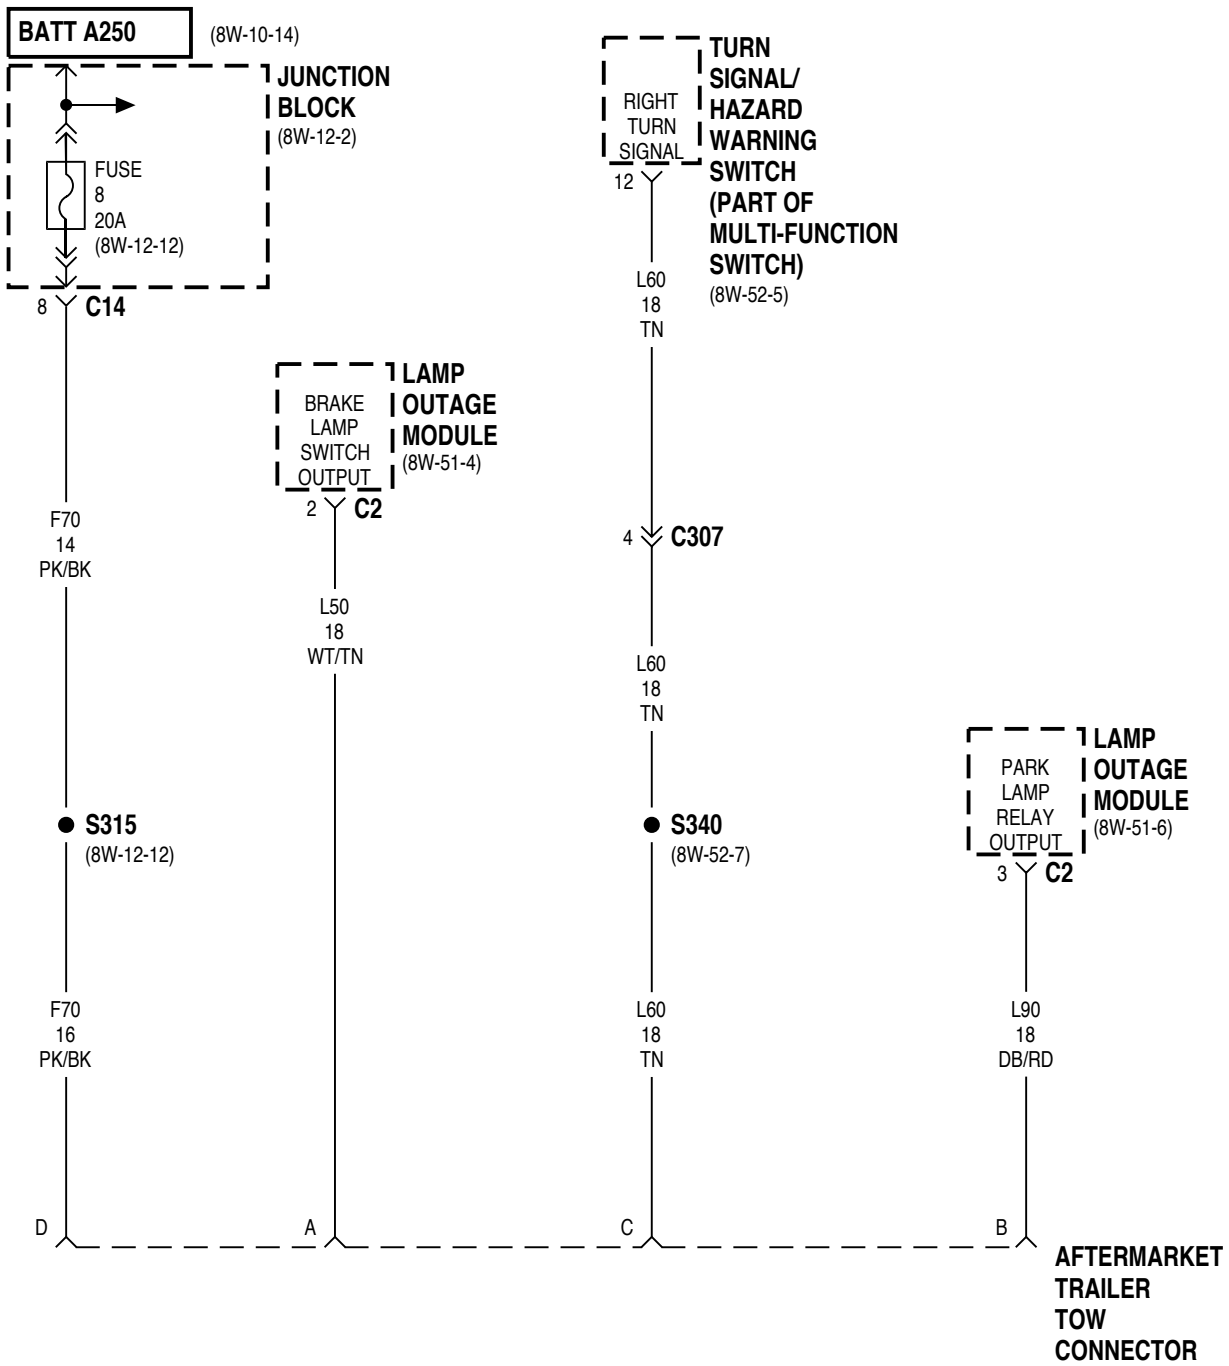 BATT A250
(8W-10-14)
JUNCTION
BLOCK
(8W-12-2)
FUSE
8
20A
(8W-12-12)
8
C14
F70
14
PK/BK
S315
(8W-12-12)
F70
16
PK/BK
D
BRAKE
LAMP
SWITCH
OUTPUT
LAMP
OUTAGE
MODULE
(8W-51-4)
2
C2
L50
18
WT/TN
A
RIGHT
TURN
SIGNAL
TURN
SIGNAL/
HAZARD
WARNING
SWITCH
(PART OF
MULTI-FUNCTION
SWITCH)
(8W-52-5)
12
L60
18
TN
4
C307
L60
18
TN
S340
(8W-52-7)
L60
18
TN
C
PARK
LAMP
RELAY
OUTPUT
LAMP
OUTAGE
MODULE
(8W-51-6)
3
C2
L90
18
DB/RD
B
AFTERMARKET
TRAILER
TOW
CONNECTOR